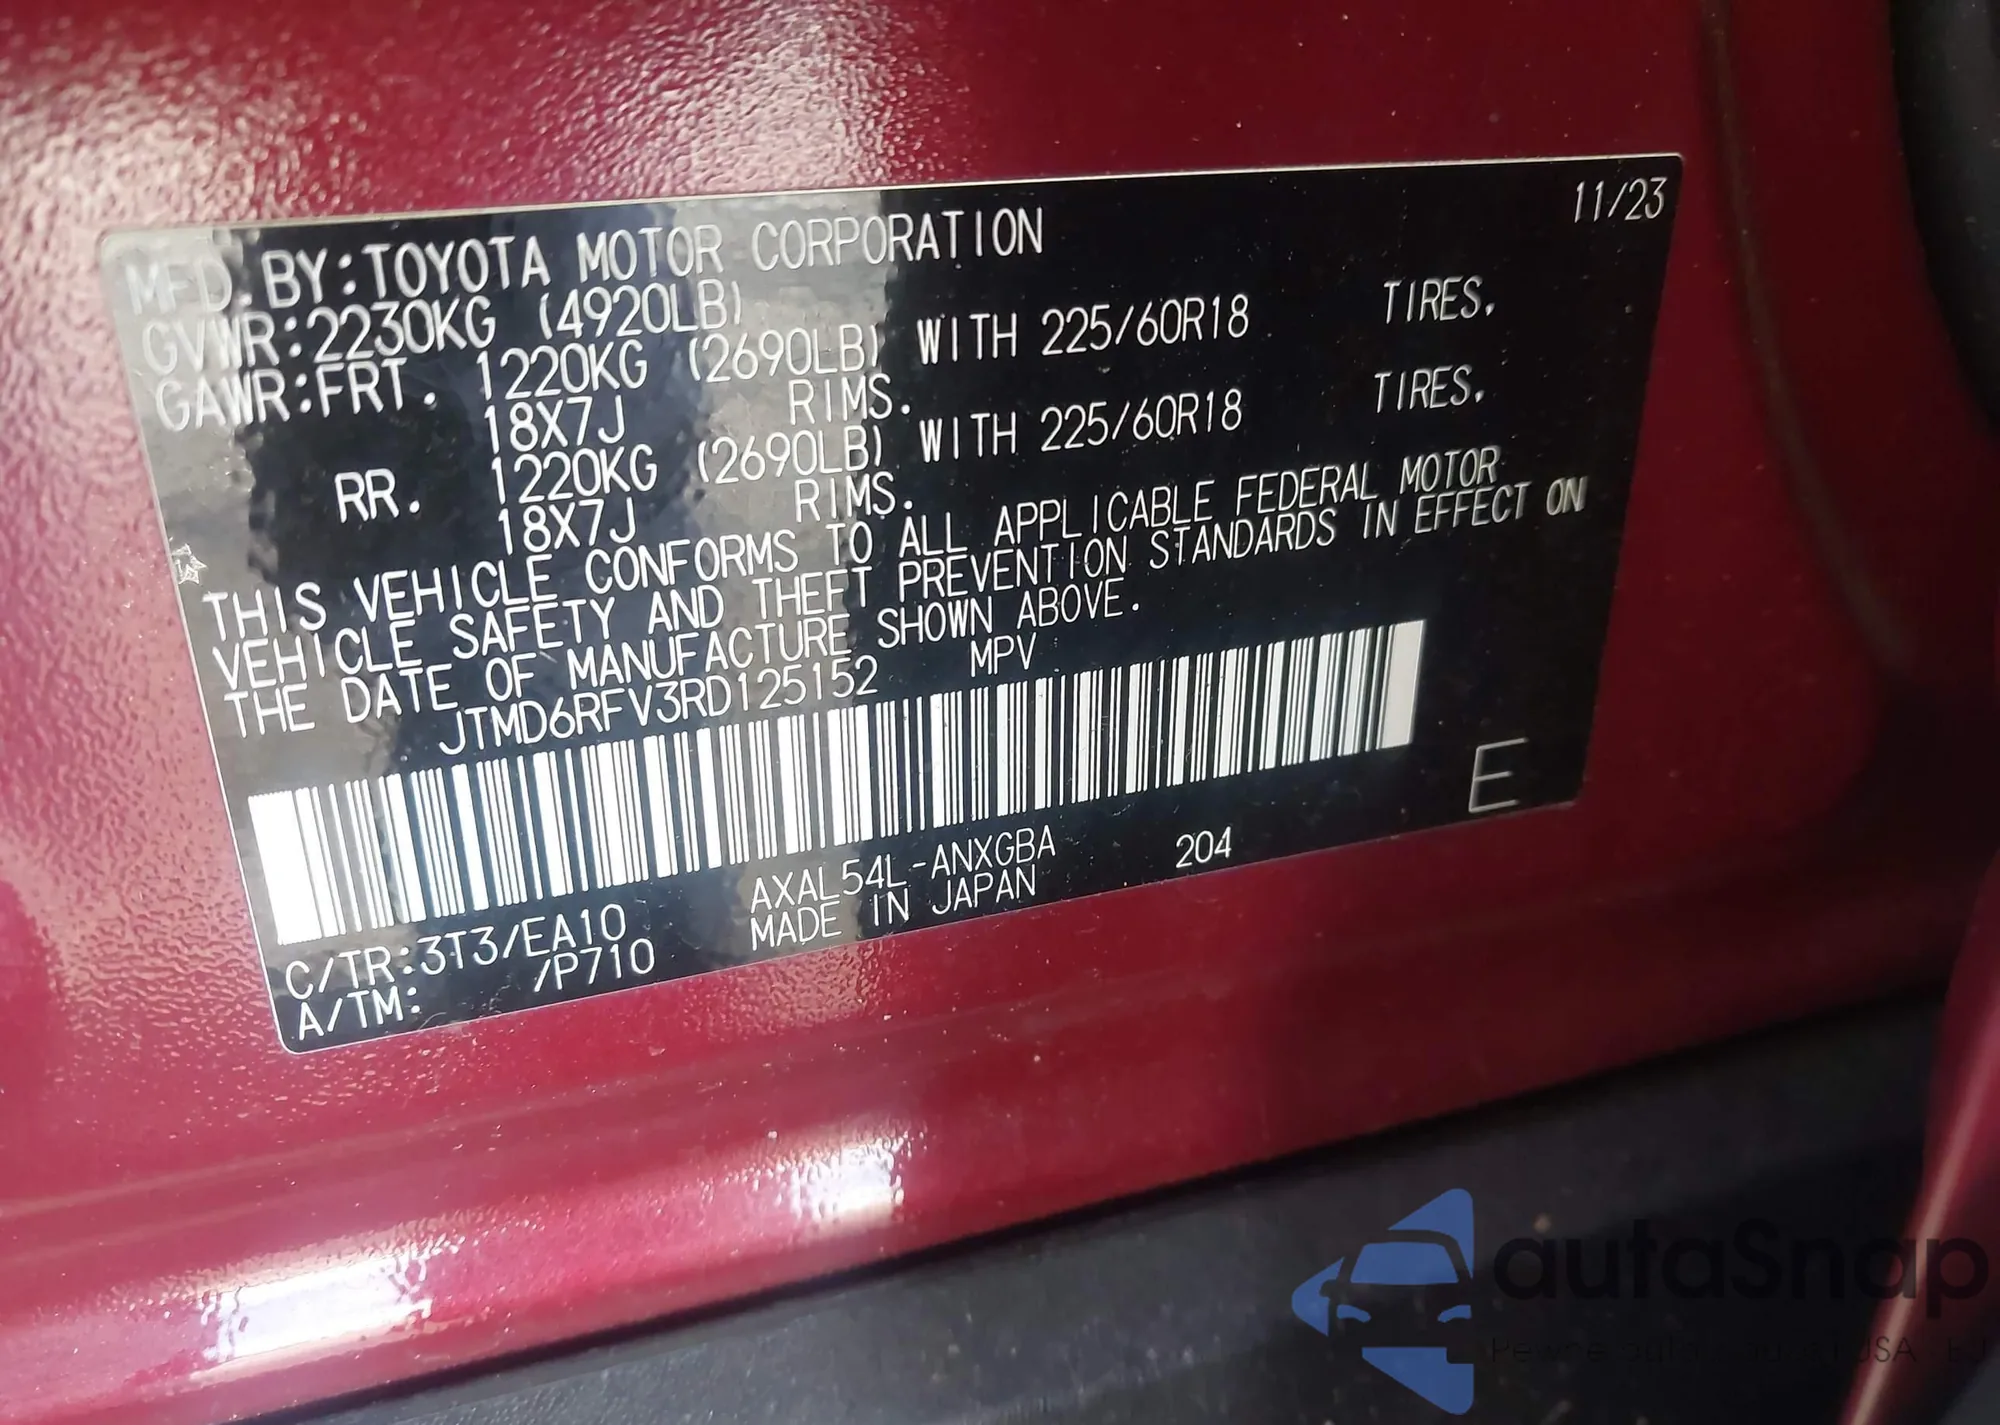 11/23
MFD.BY:TOYOTA MOTOR CORPORATION
GVWR:2230KG (4920LB)
GAWR:FRT. 1220KG (2690LB) WITH 225/60R18 TIRES.
18X7J RIMS.
RR. 1220KG (2690LB) WITH 225/60R18 TIRES.
18X7J RIMS.
THIS VEHICLE CONFORMS TO ALL APPLICABLE FEDERAL MOTOR
VEHICLE SAFETY AND THEFT PREVENTION STANDARDS IN EFFECT ON
THE DATE OF MANUFACTURE SHOWN ABOVE.
JTMD6RFV3RD125152 MPV
E
C/TR:3T3/EA10 AXAL54L-ANXGBA 204
A/TM: /P710 MADE IN JAPAN
autaSnap